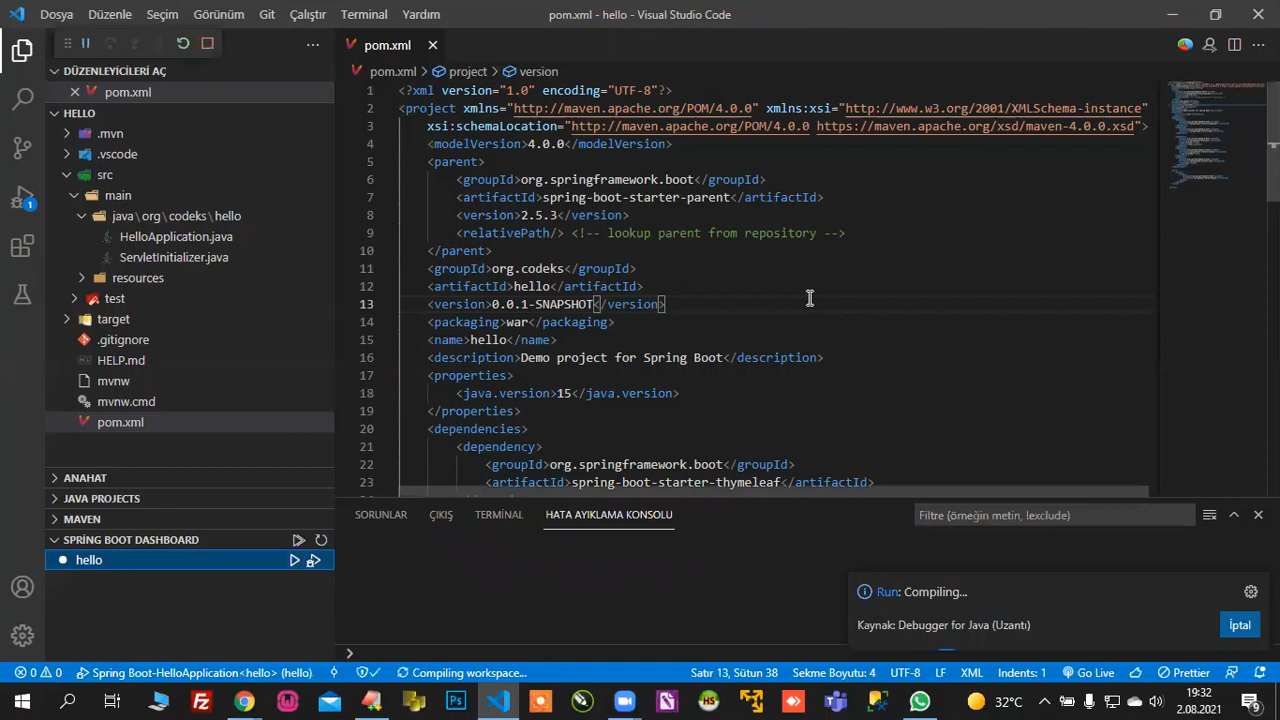 Dosya Düzenle Seçim Görünüm Git Çalıştır Terminal Yardım pom.xml - hello - Visual Studio Code
DÜZENLEYİCİLERİ AÇ
pom.xml
HELLO
.mvn
.vscode
src
main
java\org\codeks\hello
HelloApplication.java
ServletInitializer.java
resources
test
target
.gitignore
HELP.md
mvnw
mvnw.cmd
pom.xml
ANAHAT
JAVA PROJECTS
MAVEN
SPRİNG BOOT DASHBOARD
hello
1
pom.xml
pom.xml project version
1 <?xml version="1.0" encoding="UTF-8"?>
2 <project xmlns="http://maven.apache.org/POM/4.0.0" xmlns:xsi="http://www.w3.org/2001/XMLSchema-instance"
3 xsi:schemaLocation="http://maven.apache.org/POM/4.0.0 https://maven.apache.org/xsd/maven-4.0.0.xsd">
4 <modelVersion>4.0.0</modelVersion>
5 <parent>
6 <groupId>org.springframework.boot</groupId>
7 <artifactId>spring-boot-starter-parent</artifactId>
8 <version>2.5.3</version>
9 <relativePath/> <!-- lookup parent from repository -->
10 </parent>
11 <groupId>org.codeks</groupId>
12 <artifactId>hello</artifactId>
13 <version>0.0.1-SNAPSHOT</version>
14 <packaging>war</packaging>
15 <name>hello</name>
16 <description>Demo project for Spring Boot</description>
17 <properties>
18 <java.version>15</java.version>
19 </properties>
20 <dependencies>
21 <dependency>
22 <groupId>org.springframework.boot</groupId>
23 <artifactId>spring-boot-starter-thymeleaf</artifactId>
SORUNLAR ÇIKIŞ TERMİNAL HATA AYIKLAMA KONSOLU Filtre (örneğin metin, !exclude)
Run: Compiling...
Kaynak: Debugger for Java (Uzantı) İptal
0 0 Spring Boot-HelloApplication<hello> (hello) Compiling workspace... Satır 13, Sütun 38 Sekme Boyutu: 4 UTF-8 LF XML Indents: 1 Go Live Prettier
32°C 19:32
2.08.2021
9